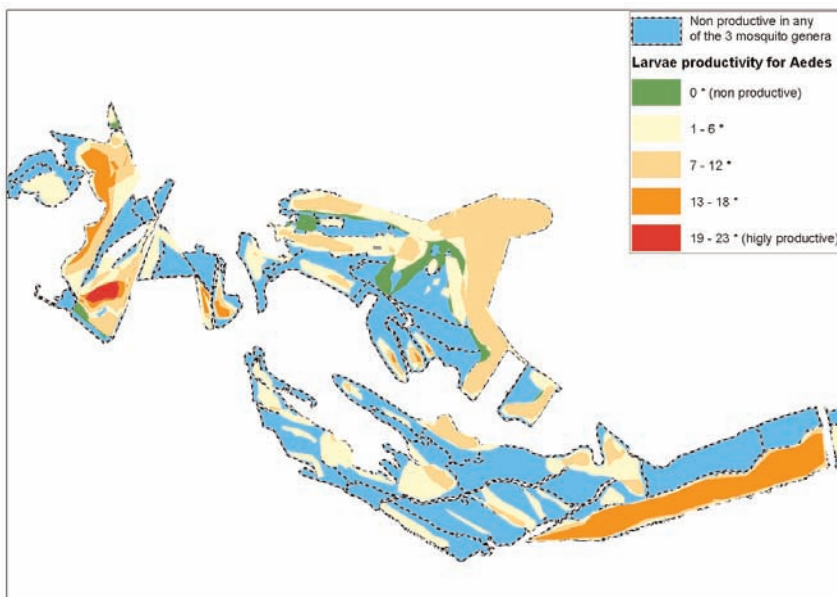 Non productive in any
of the 3 mosquito genera
Larvae productivity for Aedes
0 * (non productive)
1 - 6 *
7 - 12 *
13 - 18 *
19 - 23 * (higly productive)